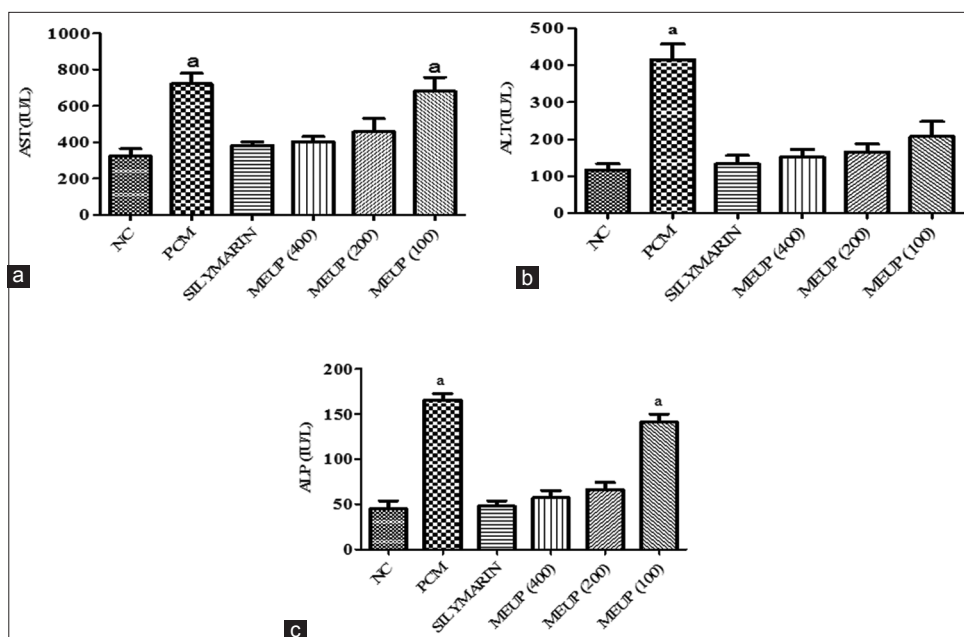 a
a
AST(IU/L)
1000
800
600
400
200
0
NC
PCM
SILYMARIN
MEUP (400)
MEUP (200)
MEUP (100)
a
a
ALT(IU/L)
500
400
300
200
100
0
NC
PCM
SILYMARIN
MEUP (400)
MEUP (200)
MEUP (100)
b
a
a
ALP (IU/L)
200
150
100
50
0
NC
PCM
SILYMARIN
MEUP (400)
MEUP (200)
MEUP (100)
c